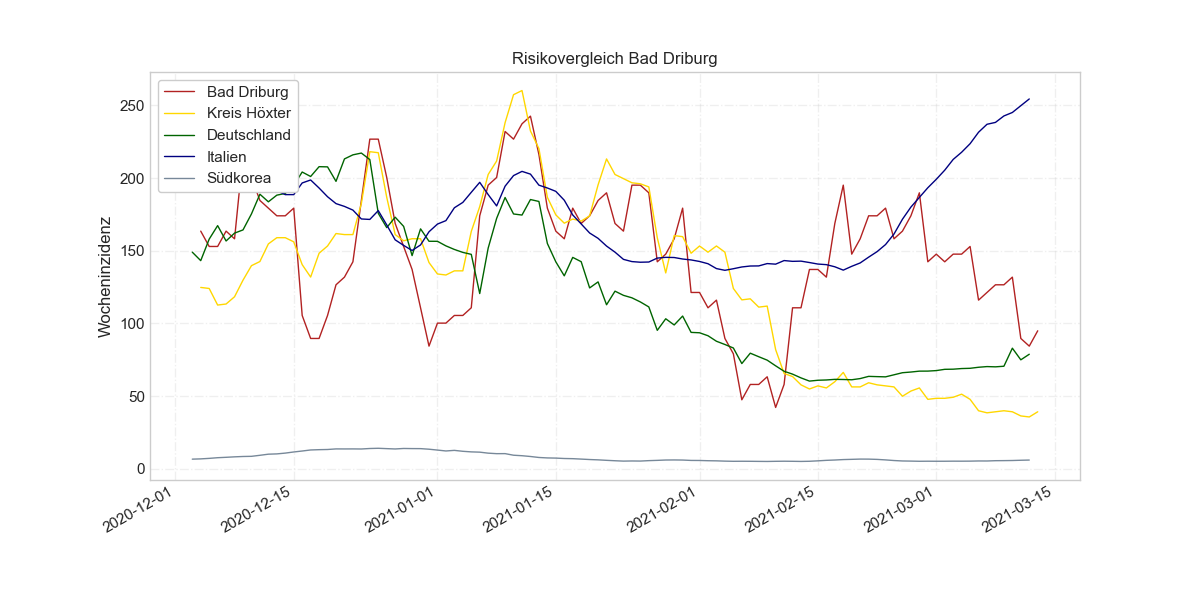 Risikovergleich Bad Driburg
Bad Driburg
Kreis Höxter
Deutschland
Italien
Südkorea
Wocheninzidenz
250
200
150
100
50
0
2020-12-01
2020-12-15
2021-01-01
2021-01-15
2021-02-01
2021-02-15
2021-03-01
2021-03-15